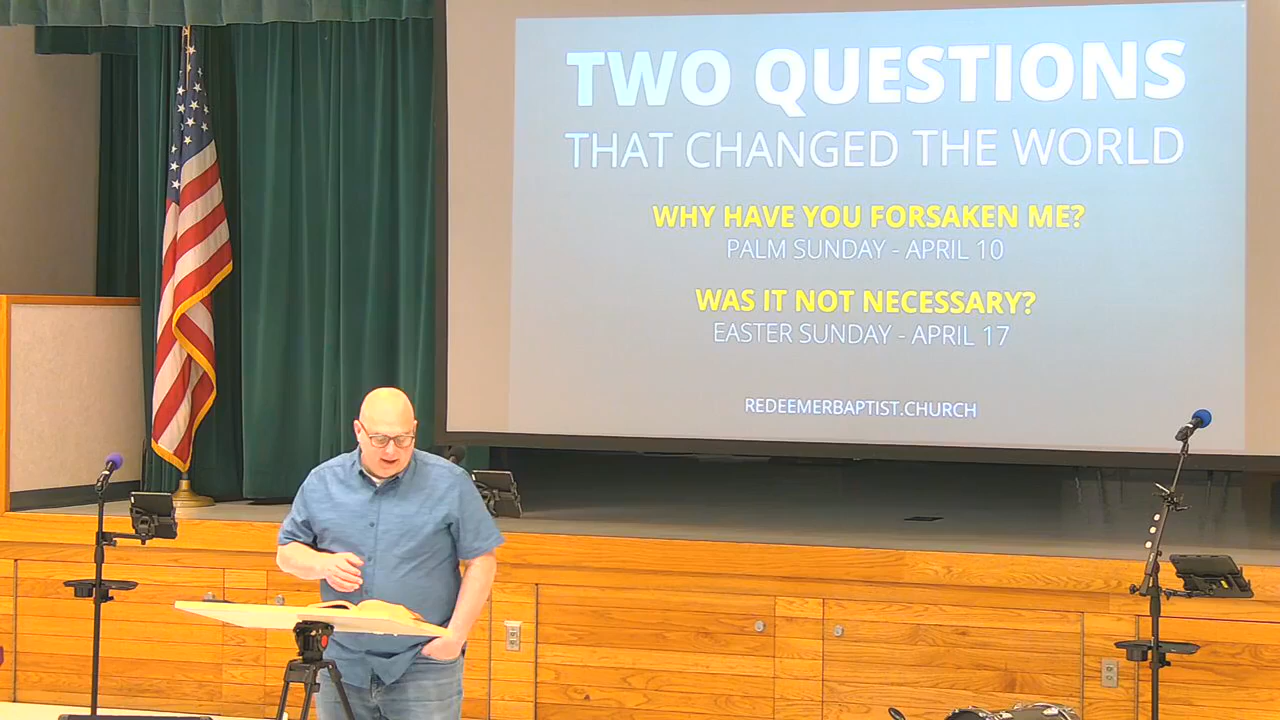 TWO QUESTIONS
THAT CHANGED THE WORLD
WHY HAVE YOU FORSAKEN ME?
PALM SUNDAY - APRIL 10
WAS IT NOT NECESSARY?
EASTER SUNDAY - APRIL 17
REDEEMERBAPTIST.CHURCH